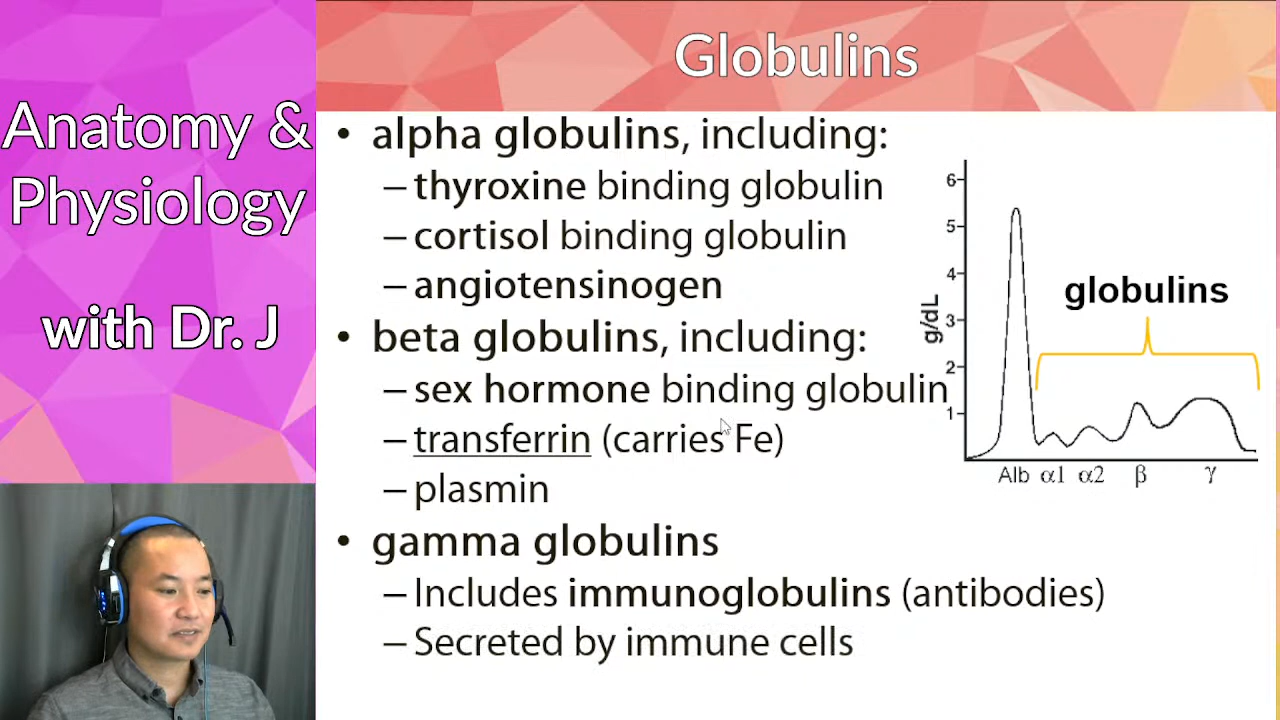 Anatomy &
Physiology
with Dr. J
Globulins
• alpha globulins, including:
– thyroxine binding globulin
– cortisol binding globulin
– angiotensinogen
• beta globulins, including:
– sex hormone binding globulin
– transferrin (carries Fe)
– plasmin
• gamma globulins
– Includes immunoglobulins (antibodies)
– Secreted by immune cells
globulins
g/dL
6
5
4
3
2
1
Alb α1 α2 β γ